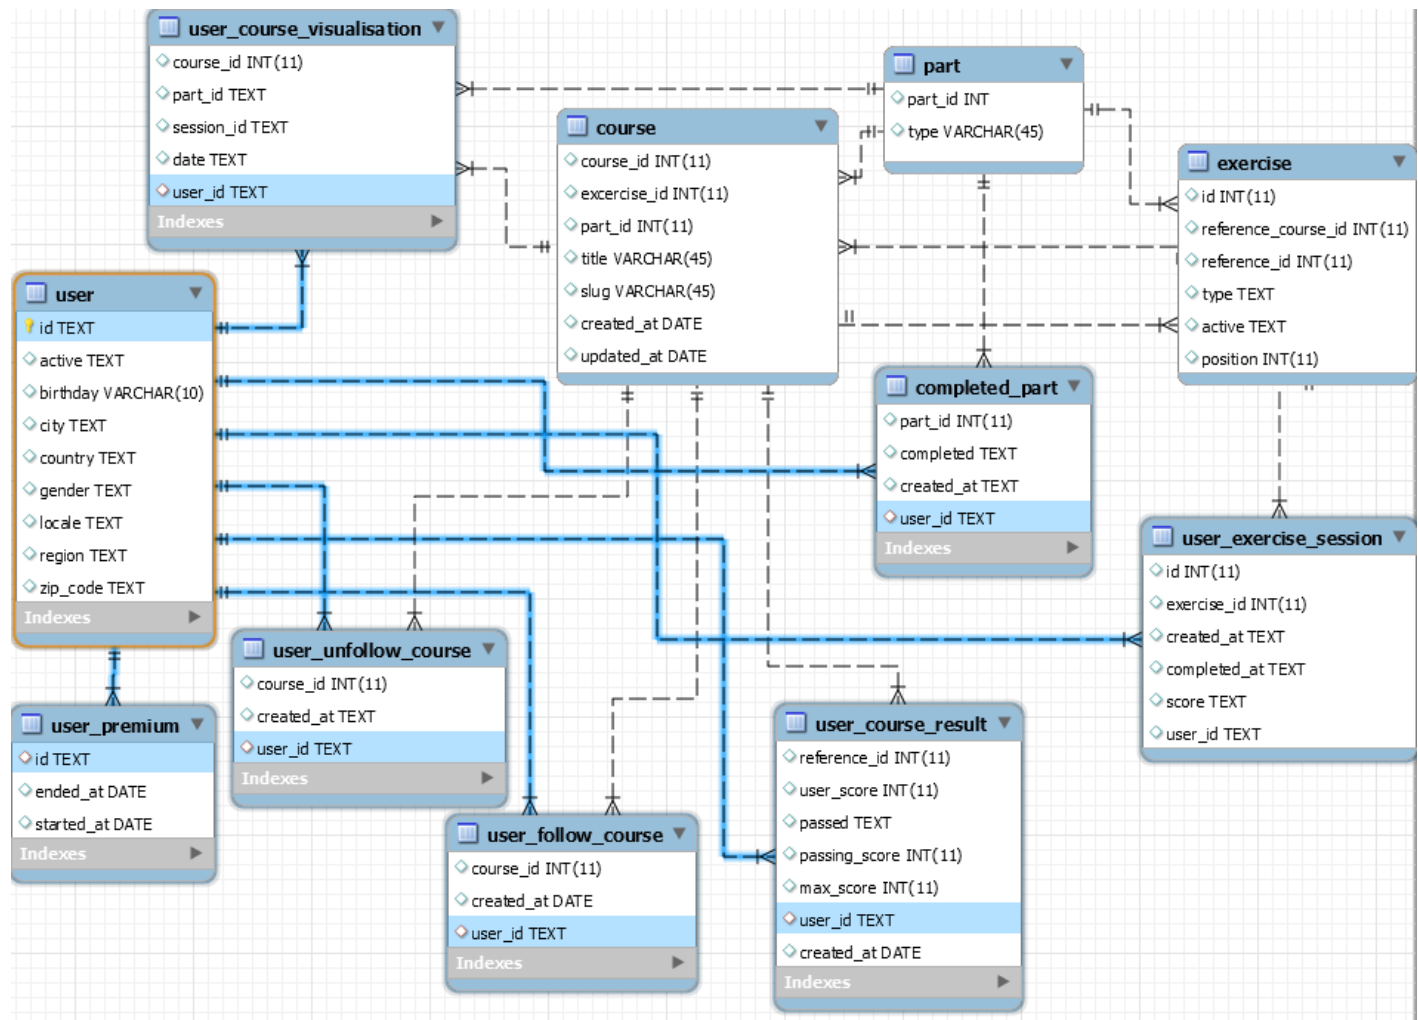 user_course_visualisation
course_id INT(11)
part_id TEXT
session_id TEXT
date TEXT
user_id TEXT
Indexes
part
part_id INT
type VARCHAR(45)
course
course_id INT(11)
excercise_id INT(11)
part_id INT(11)
title VARCHAR(45)
slug VARCHAR(45)
created_at DATE
updated_at DATE
exercise
id INT(11)
reference_course_id INT(11)
reference_id INT(11)
type TEXT
active TEXT
position INT(11)
user
id TEXT
active TEXT
birthday VARCHAR(10)
city TEXT
country TEXT
gender TEXT
locale TEXT
region TEXT
zip_code TEXT
Indexes
completed_part
part_id INT(11)
completed TEXT
created_at TEXT
user_id TEXT
Indexes
user_exercise_session
id INT(11)
exercise_id INT(11)
created_at TEXT
completed_at TEXT
score TEXT
user_id TEXT
user_unfollow_course
course_id INT(11)
created_at TEXT
user_id TEXT
Indexes
user_premium
id TEXT
ended_at DATE
started_at DATE
Indexes
user_follow_course
course_id INT(11)
created_at DATE
user_id TEXT
Indexes
user_course_result
reference_id INT(11)
user_score INT(11)
passed TEXT
passing_score INT(11)
max_score INT(11)
user_id TEXT
created_at DATE
Indexes